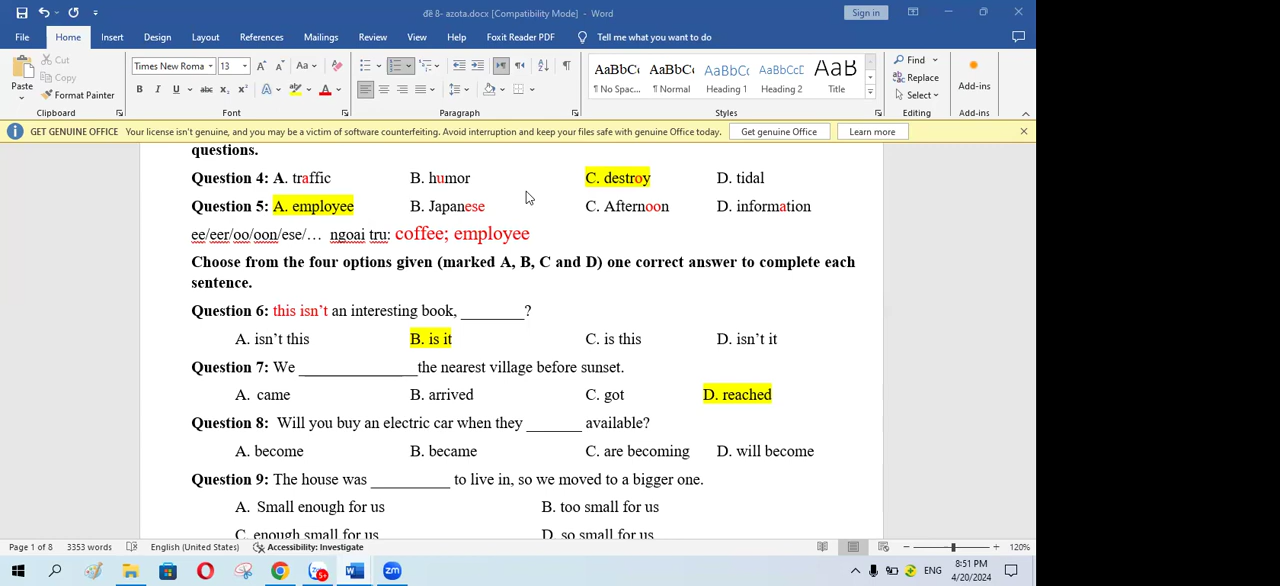 đề 8- azota.docx [Compatibility Mode] - Word
Sign in
File Home Insert Design Layout References Mailings Review View Help Foxit Reader PDF Tell me what you want to do
Paste Cut Copy Format Painter
Times New Roma 13 Aa
B I U abc X₂ X² A A
AaBbCc AaBbCc AaBbCc AaBbCcD AaB
¶ No Spac... ¶ Normal Heading 1 Heading 2 Title
Find Replace Select
Add-ins
Clipboard Font Paragraph Styles Editing Add-ins
GET GENUINE OFFICE Your license isn't genuine, and you may be a victim of software counterfeiting. Avoid interruption and keep your files safe with genuine Office today. Get genuine Office Learn more
questions.
Question 4: A. traffic B. humor C. destroy D. tidal
Question 5: A. employee B. Japanese C. Afternoon D. information
ee/eer/oo/oon/ese/… ngoai tru: coffee; employee
Choose from the four options given (marked A, B, C and D) one correct answer to complete each
sentence.
Question 6: this isn't an interesting book, ________?
A. isn't this B. is it C. is this D. isn't it
Question 7: We _______________the nearest village before sunset.
A. came B. arrived C. got D. reached
Question 8: Will you buy an electric car when they _______ available?
A. become B. became C. are becoming D. will become
Question 9: The house was __________ to live in, so we moved to a bigger one.
A. Small enough for us B. too small for us
C. enough small for us D. so small for us
Page 1 of 8 3353 words English (United States) Accessibility: Investigate 120%
ENG 8:51 PM
4/20/2024